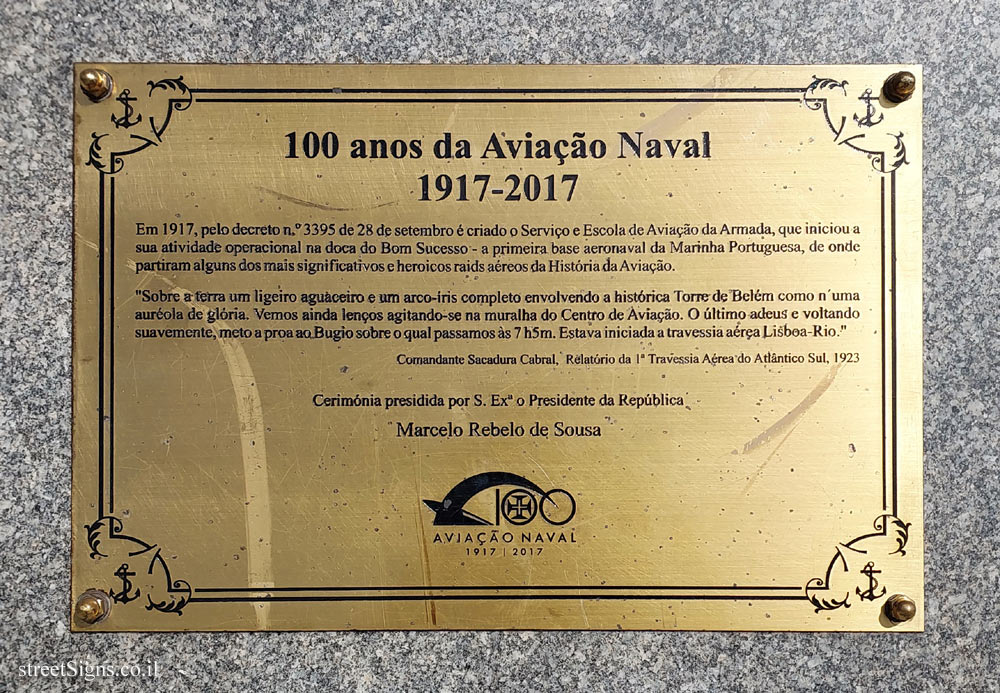 100 anos da Aviação Naval
1917-2017
Em 1917, pelo decreto n.º 3395 de 28 de setembro é criado o Serviço e Escola de Aviação da Armada, que iniciou a
sua atividade operacional na doca do Bom Sucesso - a primeira base aeronaval da Marinha Portuguesa, de onde
partiram alguns dos mais significativos e heroicos raids aéreos da História da Aviação.
"Sobre a terra um ligeiro aguaceiro e um arco-íris completo envolvendo a histórica Torre de Belém como n'uma
auréola de glória. Vemos ainda lenços agitando-se na muralha do Centro de Aviação. O último adeus e voltando
suavemente, meto a proa ao Bugio sobre o qual passamos às 7 h5m. Estava iniciada a travessia aérea Lisboa-Rio."
Comandante Sacadura Cabral, Relatório da 1ª Travessia Aérea do Atlântico Sul, 1923
Cerimónia presidida por S. Exª o Presidente da República
Marcelo Rebelo de Sousa
100
AVIAÇÃO NAVAL
1917 | 2017
streetSigns.co.il